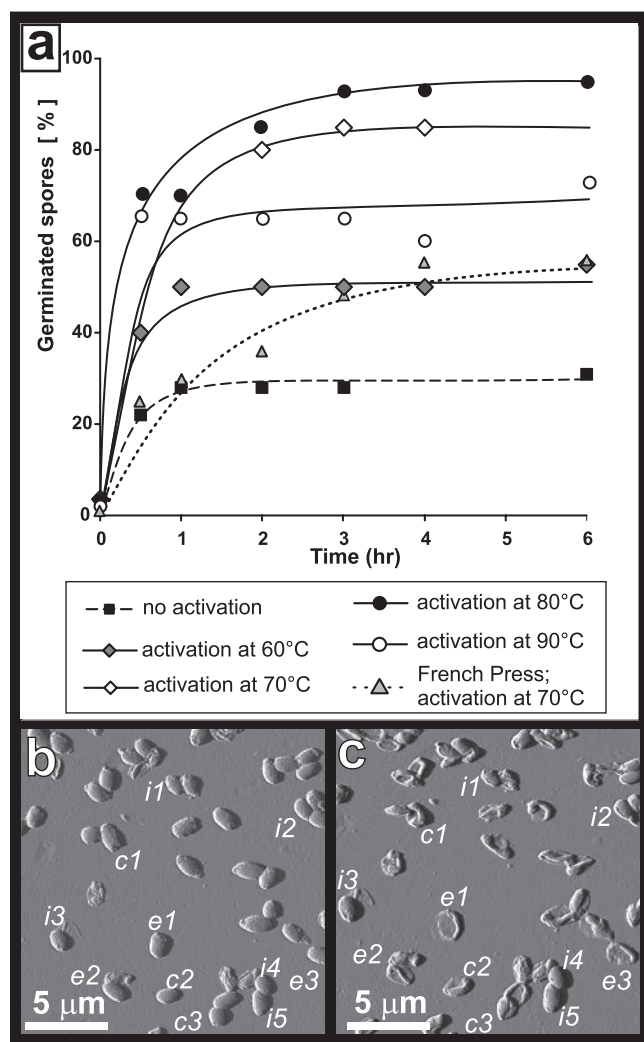 a
100
80
60
40
20
0
Germinated spores [ % ]
0 1 2 3 4 5 6
Time (hr)
no activation
activation at 60°C
activation at 70°C
activation at 80°C
activation at 90°C
French Press;
activation at 70°C
b
i1
i2
c1
i3
e1
e2
c2
i4
e3
c3
i5
5 µm
c
i1
i2
c1
i3
e1
e2
c2
i4
e3
c3
i5
5 µm